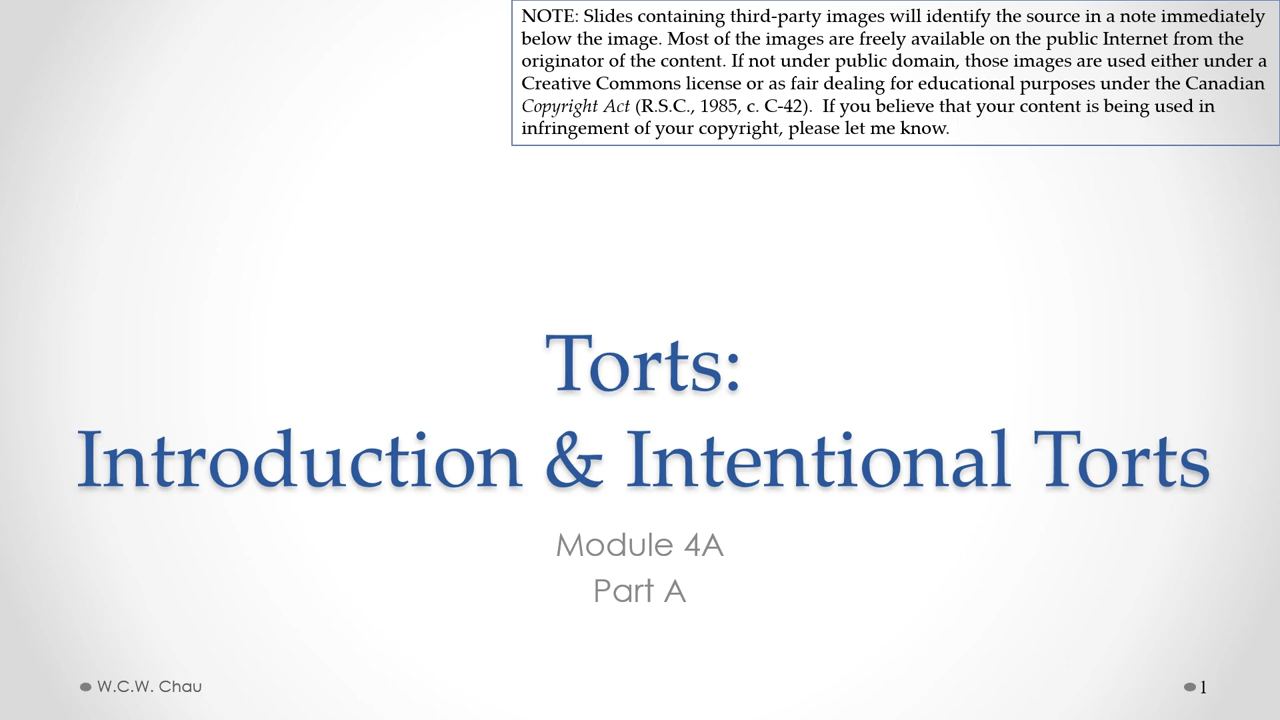 NOTE: Slides containing third-party images will identify the source in a note immediately
below the image. Most of the images are freely available on the public Internet from the
originator of the content. If not under public domain, those images are used either under a
Creative Commons license or as fair dealing for educational purposes under the Canadian
Copyright Act (R.S.C., 1985, c. C-42).  If you believe that your content is being used in
infringement of your copyright, please let me know.
Torts:
Introduction & Intentional Torts
Module 4A
Part A
W.C.W. Chau
1